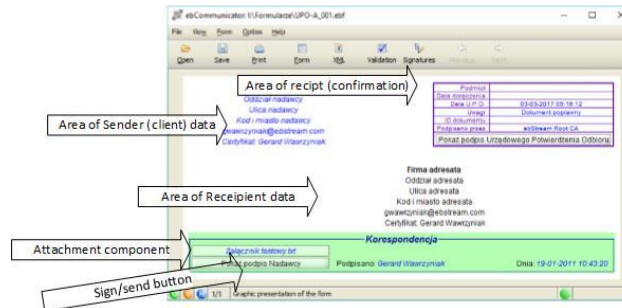 ebCommunicator: I:\Formularze\UPO-A_001.ebf
File View Form Option Help
Open Save Print Form XML Validation Signatures Previous Next
Area of recipt (confirmation)
Podmiot
Data doręczenia
Data U.P.O. 03-03-2017 09:16:12
Uwagi Dokument poprawny
ID dokumentu
Podpisano przez ebStream Root CA
Pokaż podpis Urzędowego Potwierdzenia Odbioru
Area of Sender (client) data
Oddział nadawcy
Ulica nadawcy
Kod i miasto nadawcy
gwawrzyniak@ebstream.com
Certyfikat: Gerard Wawrzyniak
Area of Receipient data
Firma adresata
Oddział adresata
Ulica adresata
Kod i miasto adresata
gwawrzyniak@ebstream.com
Certyfikat: Gerard Wawrzyniak
Korespondencja
Attachment component
Załącznik testowy.txt
Pokaż podpis Nadawcy Podpisano: Gerard Wawrzyniak Dnia: 19-01-2011 10:43:20
Sign/send button
1/1 Graphic presentation of the form